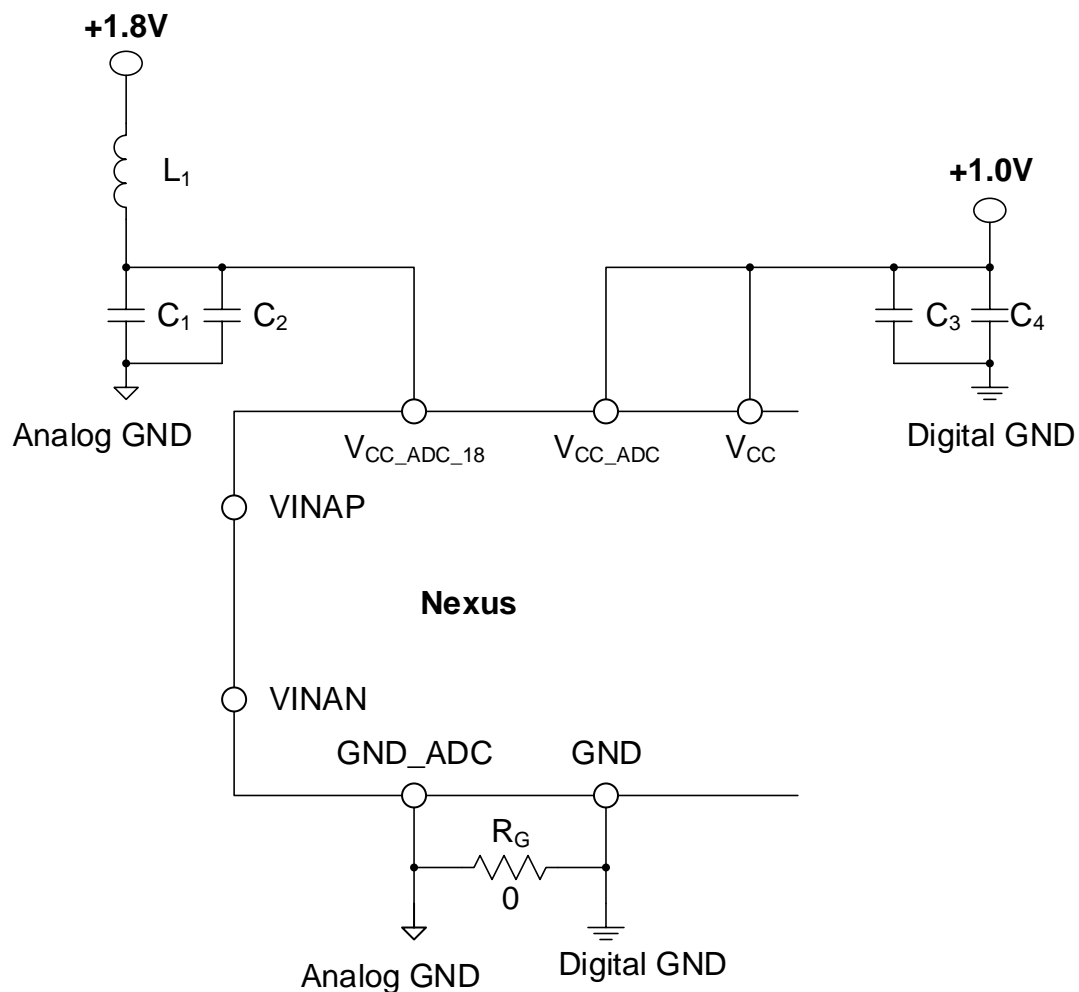 +1.8V
L1
+1.0V
C1
C2
C3
C4
Analog GND
Digital GND
VCC_ADC_18
VCC_ADC
VCC
VINAP
Nexus
VINAN
GND_ADC
GND
RG
0
Analog GND
Digital GND